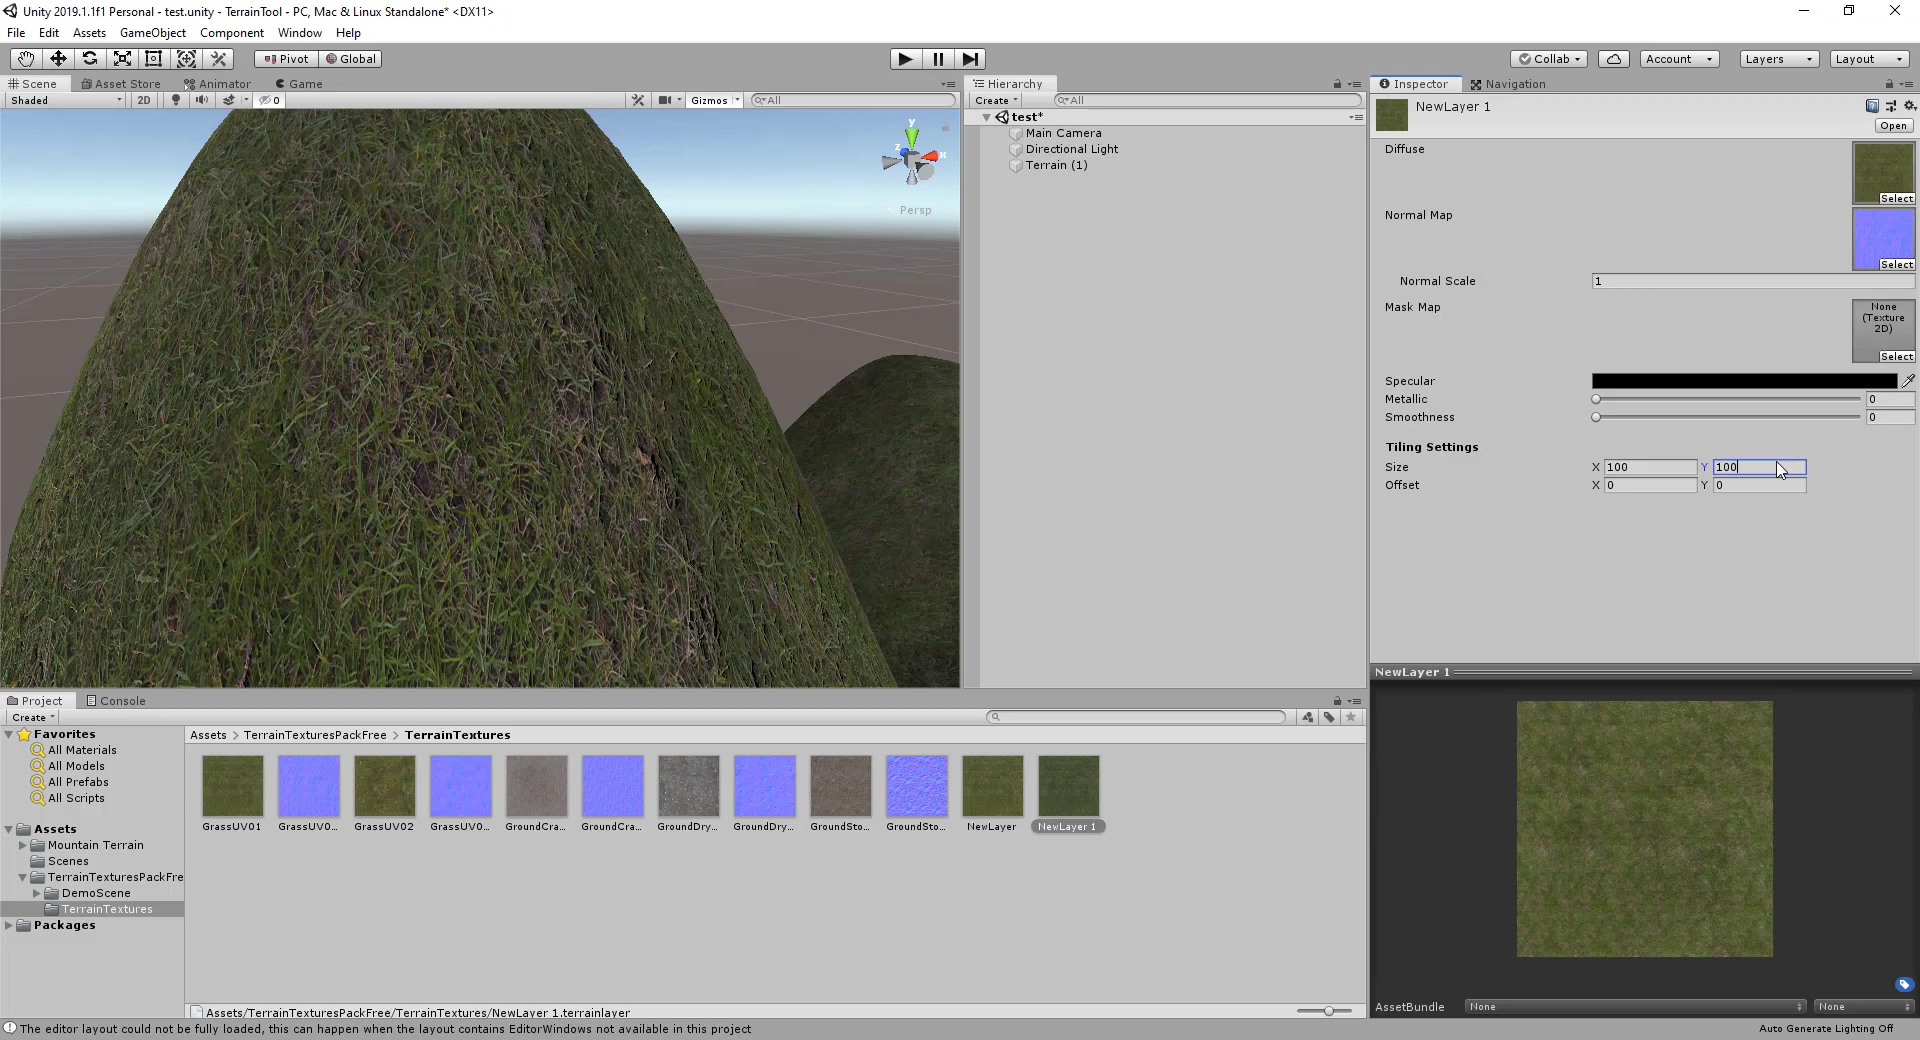 Unity 2019.1.1f1 Personal - test.unity - TerrainTool - PC, Mac & Linux Standalone* <DX11>
File Edit Assets GameObject Component Window Help
Pivot Global Collab Account Layers Layout
Scene Asset Store Animator Game
Shaded 2D 0 Gizmos All
y
z
x
Persp
Hierarchy
Create All
test*
Main Camera
Directional Light
Terrain (1)
Inspector Navigation
NewLayer 1
Open
Diffuse
Select
Normal Map
Select
Normal Scale 1
Mask Map
None
(Texture
2D)
Select
Specular
Metallic 0
Smoothness 0
Tiling Settings
Size X 100 Y 100
Offset X 0 Y 0
NewLayer 1
AssetBundle None None
Project Console
Create
Favorites
All Materials
All Models
All Prefabs
All Scripts
Assets
Mountain Terrain
Scenes
TerrainTexturesPackFre
DemoScene
TerrainTextures
Packages
Assets > TerrainTexturesPackFree > TerrainTextures
GrassUV01 GrassUV0... GrassUV02 GrassUV0... GroundCra... GroundCra... GroundDry... GroundDry... GroundSto... GroundSto... NewLayer NewLayer 1
Assets/TerrainTexturesPackFree/TerrainTextures/NewLayer 1.terrainlayer
The editor layout could not be fully loaded, this can happen when the layout contains EditorWindows not available in this project
Auto Generate Lighting Off